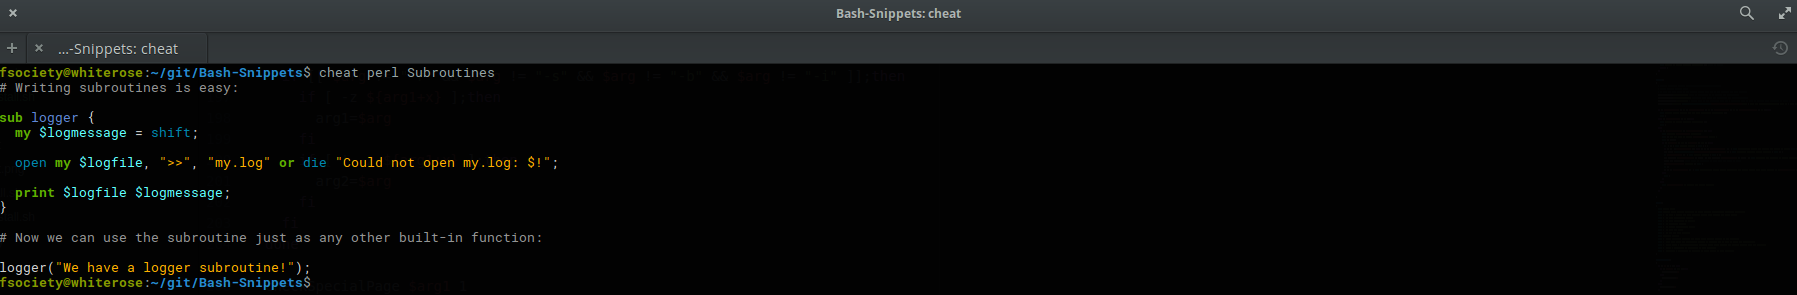 Bash-Snippets: cheat
...-Snippets: cheat
fsociety@whiterose:~/git/Bash-Snippets$ cheat perl Subroutines
# Writing subroutines is easy:
sub logger {
  my $logmessage = shift;
  open my $logfile, ">>", "my.log" or die "Could not open my.log: $!";
  print $logfile $logmessage;
}
# Now we can use the subroutine just as any other built-in function:
logger("We have a logger subroutine!");
fsociety@whiterose:~/git/Bash-Snippets$